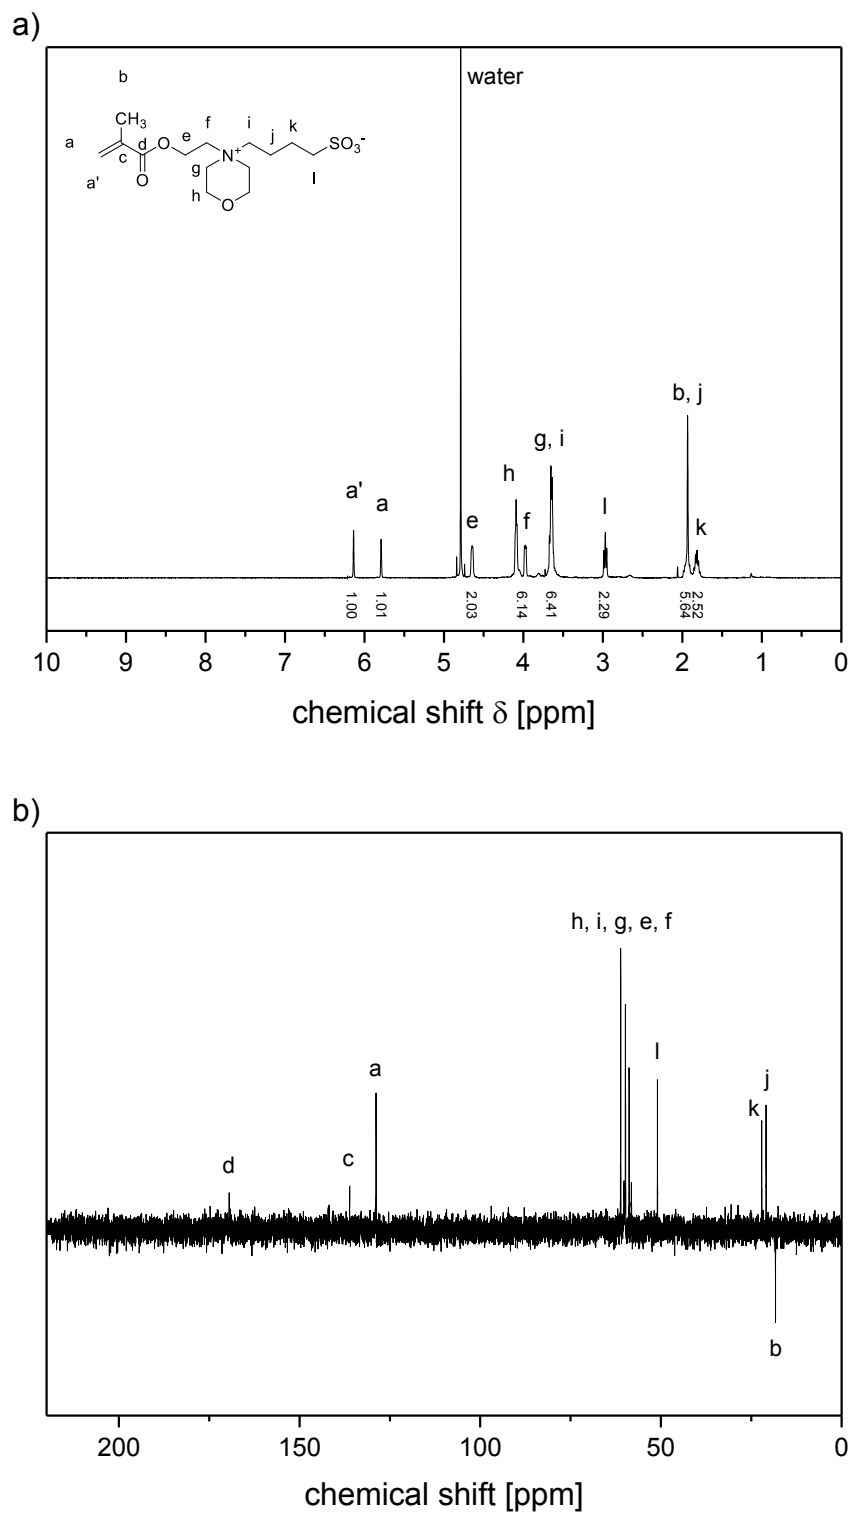 a)
water
b
CH3
a
d
O
e
f
i
k
j
SO3-
c
N+
a'
O
g
l
h
O
b, j
g, i
a'
a
h
e
f
l
k
1.00
1.01
2.03
6.14
6.41
2.29
5.64
2.52
10 9 8 7 6 5 4 3 2 1 0
chemical shift δ [ppm]
b)
h, i, g, e, f
l
a
j
k
d
c
b
200 150 100 50 0
chemical shift [ppm]